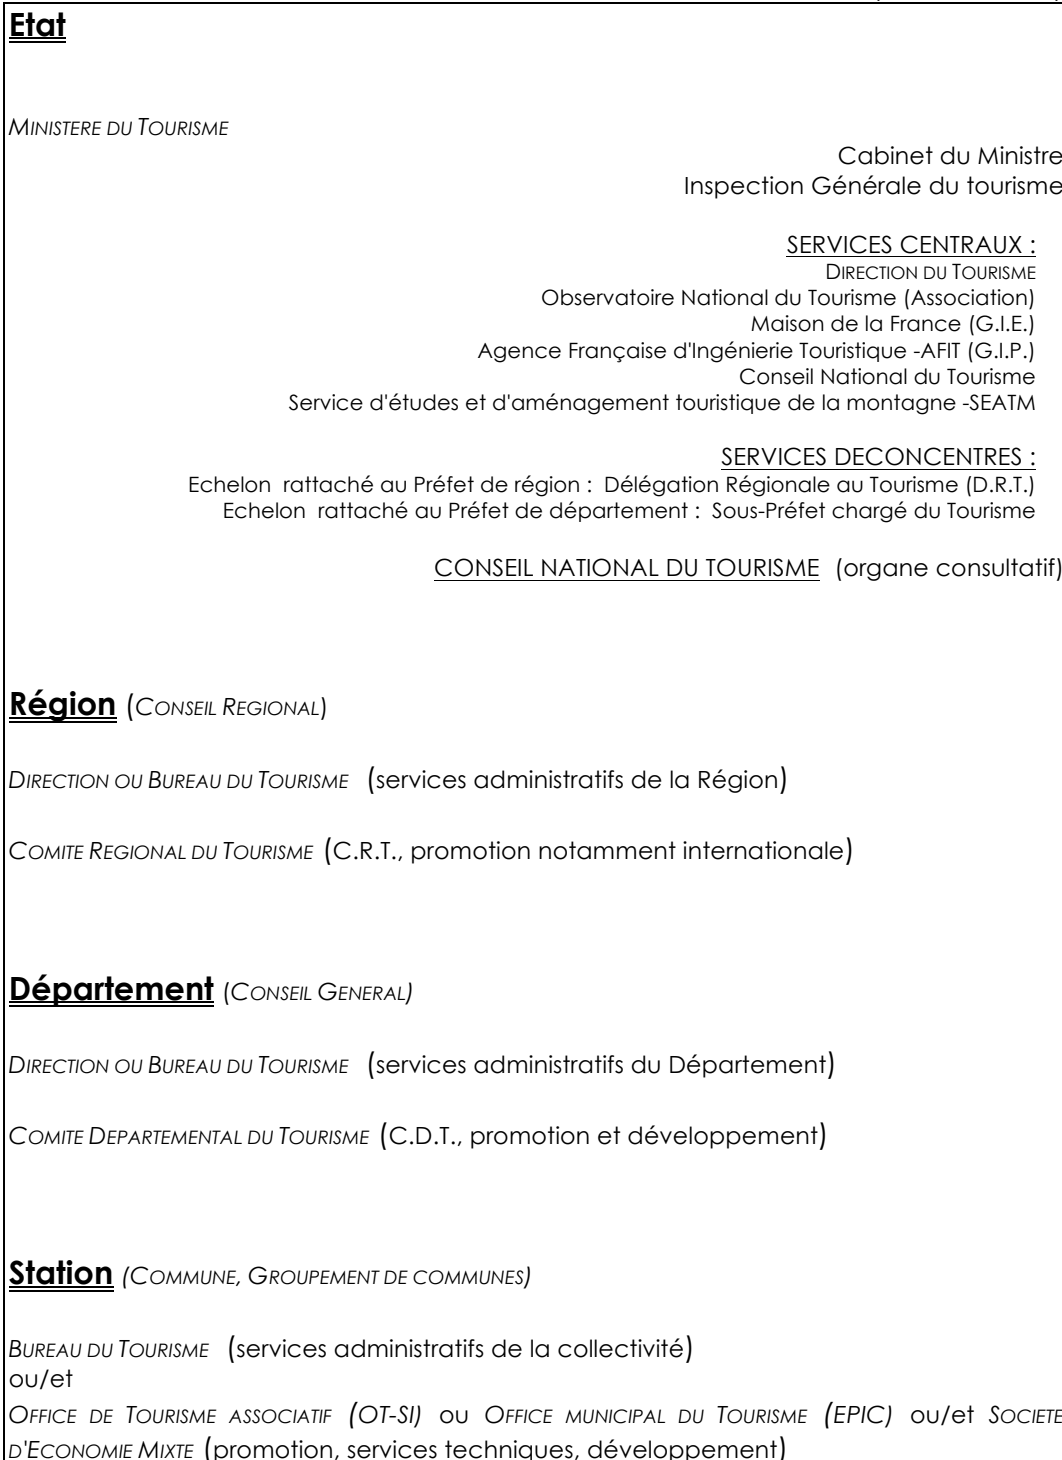 Etat
MINISTERE DU TOURISME
Cabinet du Ministre
Inspection Générale du tourisme
SERVICES CENTRAUX :
DIRECTION DU TOURISME
Observatoire National du Tourisme (Association)
Maison de la France (G.I.E.)
Agence Française d'Ingénierie Touristique -AFIT (G.I.P.)
Conseil National du Tourisme
Service d'études et d'aménagement touristique de la montagne -SEATM
SERVICES DECONCENTRES :
Echelon rattaché au Préfet de région : Délégation Régionale au Tourisme (D.R.T.)
Echelon rattaché au Préfet de département : Sous-Préfet chargé du Tourisme
CONSEIL NATIONAL DU TOURISME (organe consultatif)
Région (CONSEIL REGIONAL)
DIRECTION OU BUREAU DU TOURISME (services administratifs de la Région)
COMITE REGIONAL DU TOURISME (C.R.T., promotion notamment internationale)
Département (CONSEIL GENERAL)
DIRECTION OU BUREAU DU TOURISME (services administratifs du Département)
COMITE DEPARTEMENTAL DU TOURISME (C.D.T., promotion et développement)
Station (COMMUNE, GROUPEMENT DE COMMUNES)
BUREAU DU TOURISME (services administratifs de la collectivité)
ou/et
OFFICE DE TOURISME ASSOCIATIF (OT-SI) ou OFFICE MUNICIPAL DU TOURISME (EPIC) ou/et SOCIETE
D'ECONOMIE MIXTE (promotion, services techniques, développement)